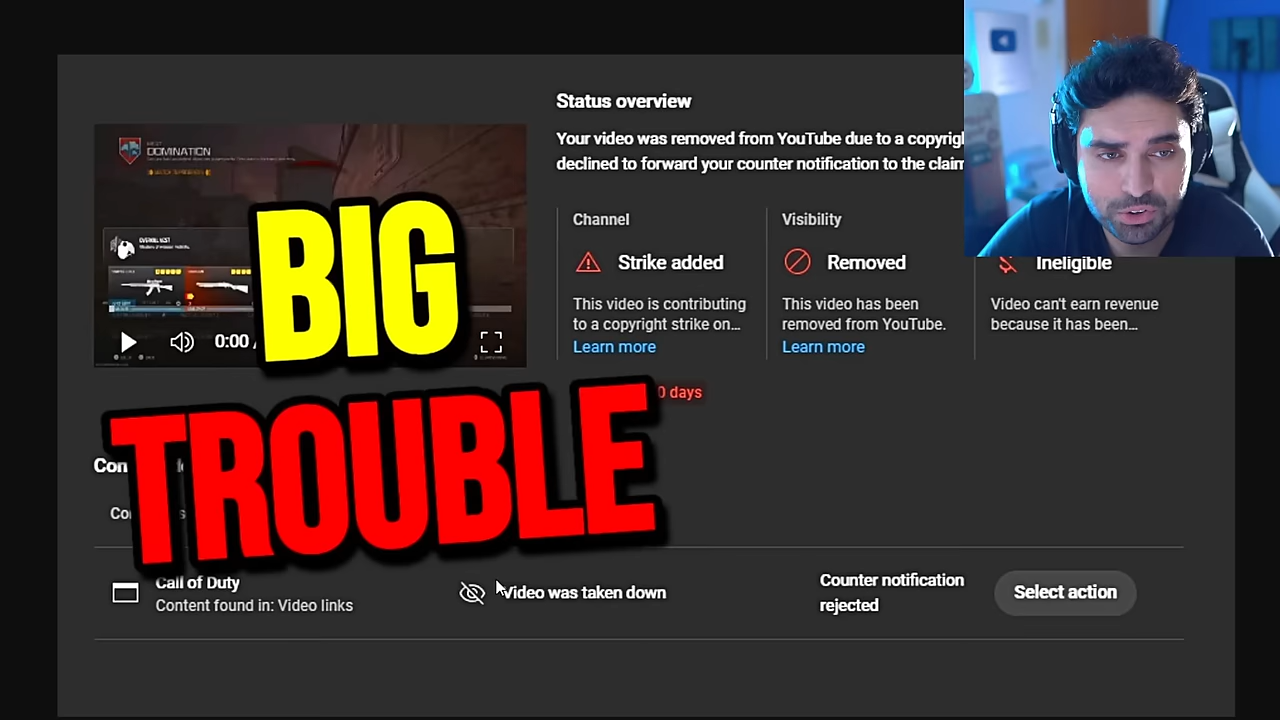 Status overview
Your video was removed from YouTube due to a
declined to forward your counter notification to the
DOMINATION
Channel
Visibility
Strike added
Removed
Ineligible
This video is contributing
to a copyright strike on...
Learn more
This video has been
removed from YouTube.
Learn more
Video can't earn revenue
because it has been...
0:00
days
BIG
TROUBLE
Call of Duty
Content found in: Video links
Video was taken down
Counter notification
rejected
Select action